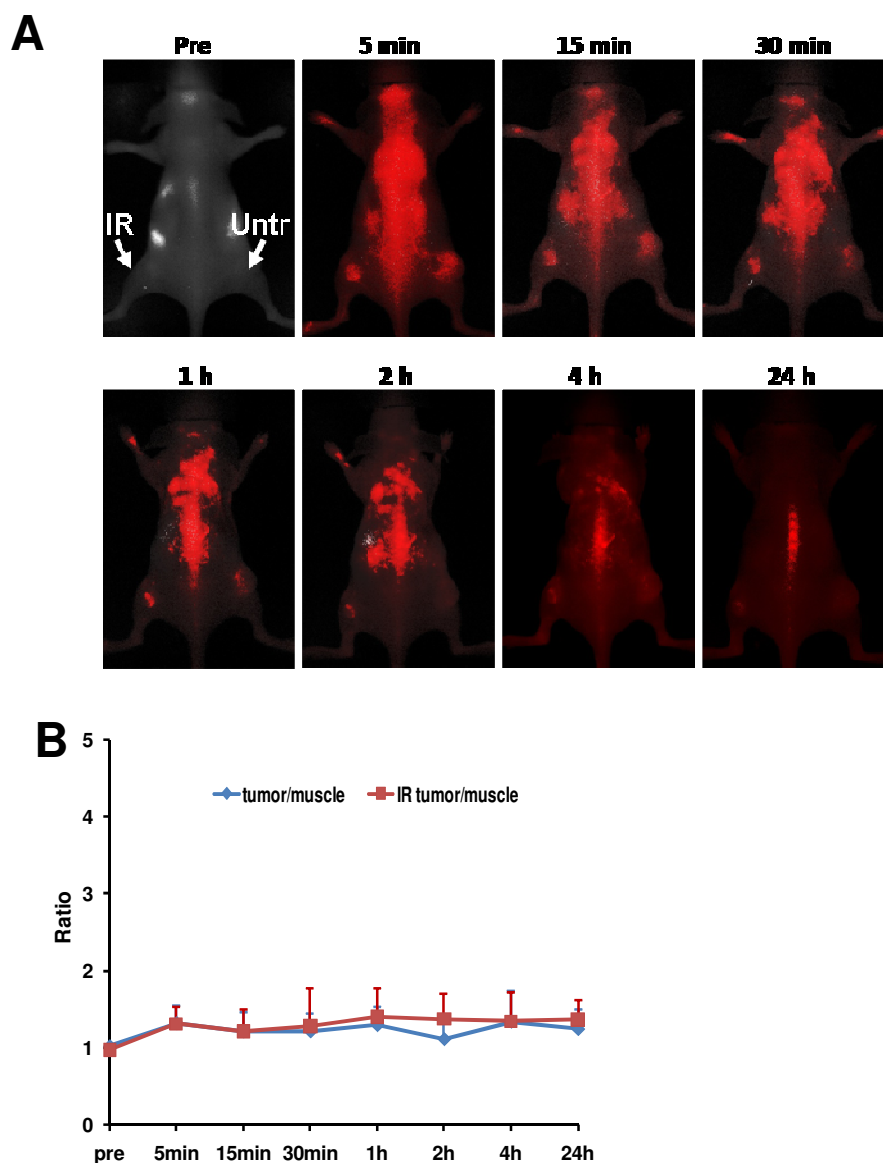 A
Pre 5 min 15 min 30 min
IR Untr
1 h 2 h 4 h 24 h
B
5
tumor/muscle IR tumor/muscle
4
3
Ratio
2
1
0
pre 5min 15min 30min 1h 2h 4h 24h